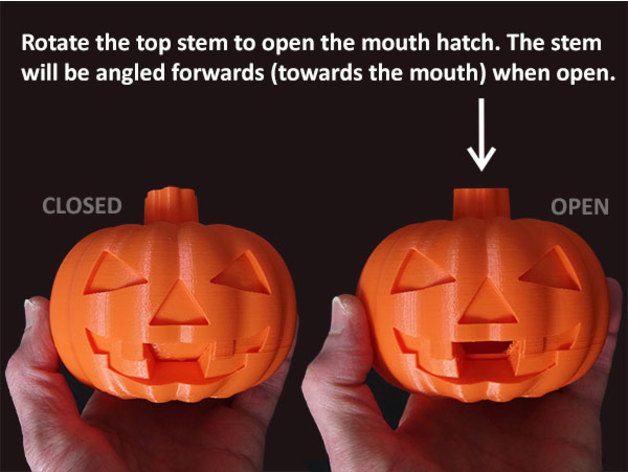 Rotate the top stem to open the mouth hatch. The stem
will be angled forwards (towards the mouth) when open.
CLOSED
OPEN